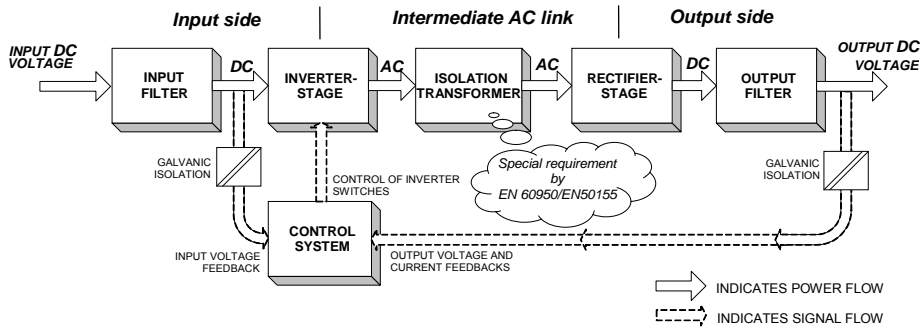 Input side
Intermediate AC link
Output side
INPUT DC
VOLTAGE
INPUT
FILTER
DC
INVERTER-
STAGE
AC
ISOLATION
TRANSFORMER
AC
RECTIFIER-
STAGE
DC
OUTPUT
FILTER
OUTPUT DC
VOLTAGE
GALVANIC
ISOLATION
CONTROL OF INVERTER
SWITCHES
Special requirement
by
EN 60950/EN50155
GALVANIC
ISOLATION
CONTROL
SYSTEM
INPUT VOLTAGE
FEEDBACK
OUTPUT VOLTAGE AND
CURRENT FEEDBACKS
INDICATES POWER FLOW
INDICATES SIGNAL FLOW